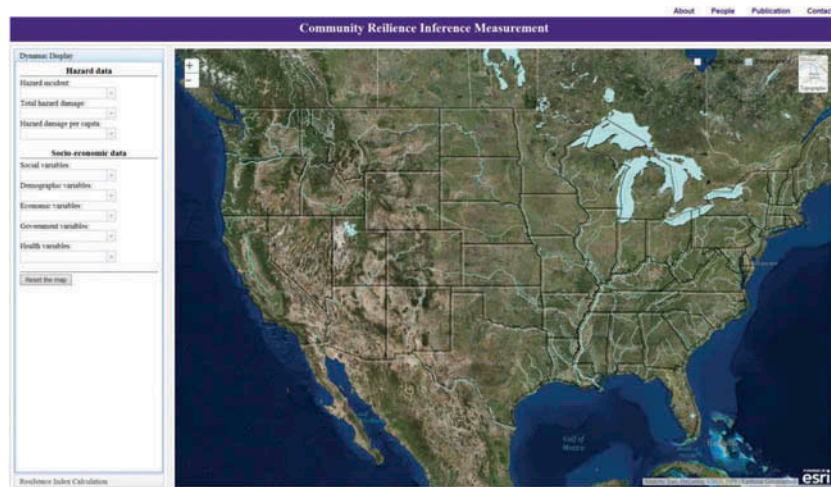 About People Publication Contact
Community Reilience Inference Measurement
Dynamic Display
Hazard data
Hazard incident:
Total hazard damage:
Hazard damage per capita:
Socio-economic data
Social variables:
Demographic variables:
Economic variables:
Government variables:
Health variables:
Reset the map
Resilience Index Calculation
+
−
Topographic
Gulf of
Mexico
esri